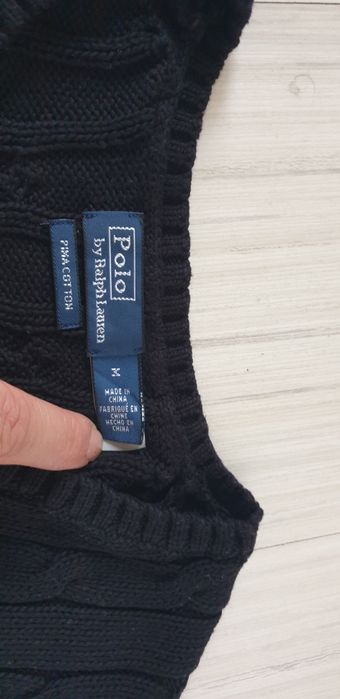 Polo
by Ralph Lauren
PIMA COTTON
M
MADE IN
CHINA
FABRIQUÉ EN
CHINE
HECHO EN
CHINA